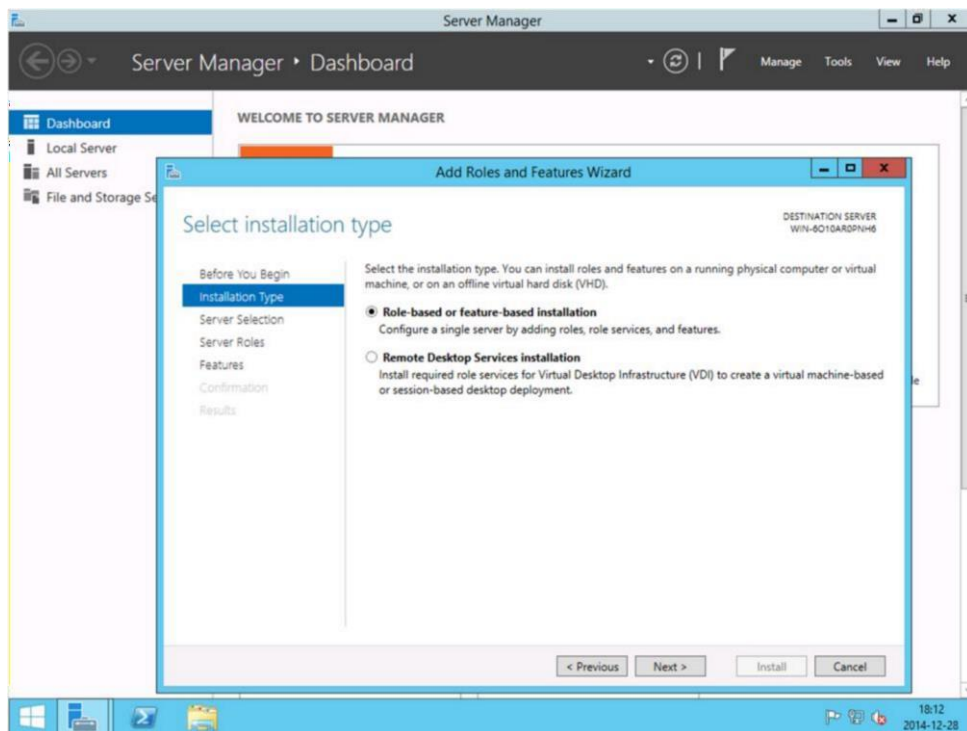 Server Manager
Server Manager • Dashboard
Manage Tools View Help
Dashboard
Local Server
All Servers
File and Storage Se
WELCOME TO SERVER MANAGER
Add Roles and Features Wizard
Select installation type
DESTINATION SERVER
WIN-6O10AR0PNH6
Before You Begin
Installation Type
Server Selection
Server Roles
Features
Confirmation
Results
Select the installation type. You can install roles and features on a running physical computer or virtual
machine, or on an offline virtual hard disk (VHD).
Role-based or feature-based installation
Configure a single server by adding roles, role services, and features.
Remote Desktop Services installation
Install required role services for Virtual Desktop Infrastructure (VDI) to create a virtual machine-based
or session-based desktop deployment.
le
< Previous Next > Install Cancel
18:12
2014-12-28